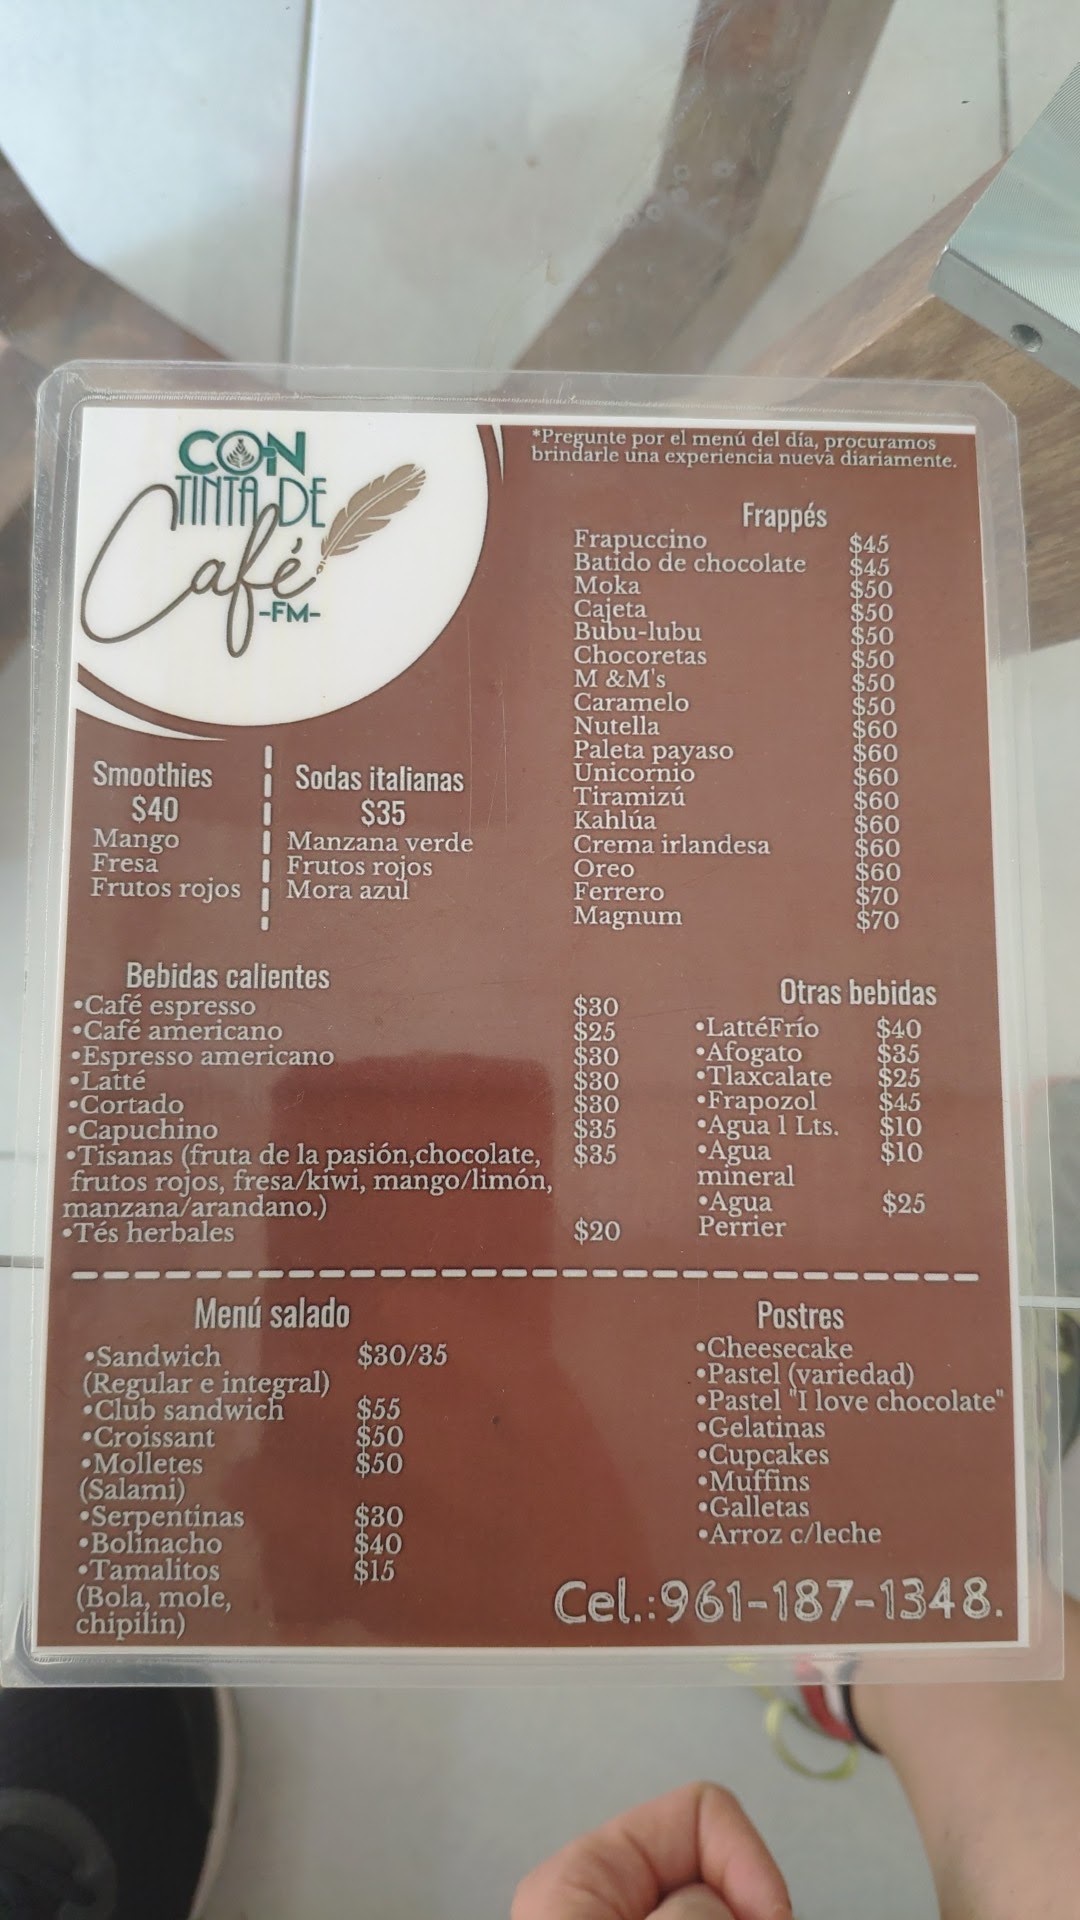 CON
TINTA DE
Café
-FM-
*Pregunte por el menú del día, procuramos
brindarle una experiencia nueva diariamente.
Frappés
Frapuccino $45
Batido de chocolate $45
Moka $50
Cajeta $50
Bubu-lubu $50
Chocoretas $50
M &M's $50
Caramelo $50
Nutella $60
Paleta payaso $60
Unicornio $60
Tiramizú $60
Kahlúa $60
Crema irlandesa $60
Oreo $60
Ferrero $70
Magnum $70
Smoothies
$40
Mango
Fresa
Frutos rojos
Sodas italianas
$35
Manzana verde
Frutos rojos
Mora azul
Bebidas calientes
•Café espresso $30
•Café americano $25
•Espresso americano $30
•Latté $30
•Cortado $30
•Capuchino $35
•Tisanas (fruta de la pasión,chocolate, $35
frutos rojos, fresa/kiwi, mango/limón,
manzana/arandano.)
•Tés herbales $20
Otras bebidas
•LattéFrío $40
•Afogato $35
•Tlaxcalate $25
•Frapozol $45
•Agua 1 Lts. $10
•Agua $10
mineral
•Agua $25
Perrier
Menú salado
•Sandwich $30/35
(Regular e integral)
•Club sandwich $55
•Croissant $50
•Molletes $50
(Salami)
•Serpentinas $30
•Bolinacho $40
•Tamalitos $15
(Bola, mole,
chipilin)
Postres
•Cheesecake
•Pastel (variedad)
•Pastel "I love chocolate"
•Gelatinas
•Cupcakes
•Muffins
•Galletas
•Arroz c/leche
Cel.:961-187-1348.